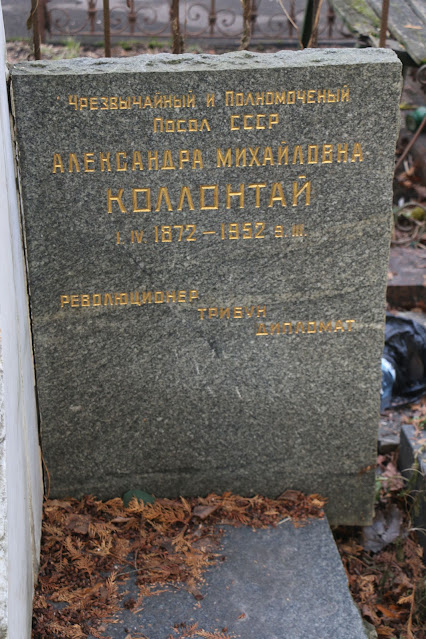 Чрезвычайный и Полномоченый
Посол СССР
АЛЕКСАНДРА МИХАЙЛОВНА
КОЛЛОНТАЙ
1. IV. 1872 – 1952 9. III.
РЕВОЛЮЦИОНЕР
ТРИБУН
ДИПЛОМАТ